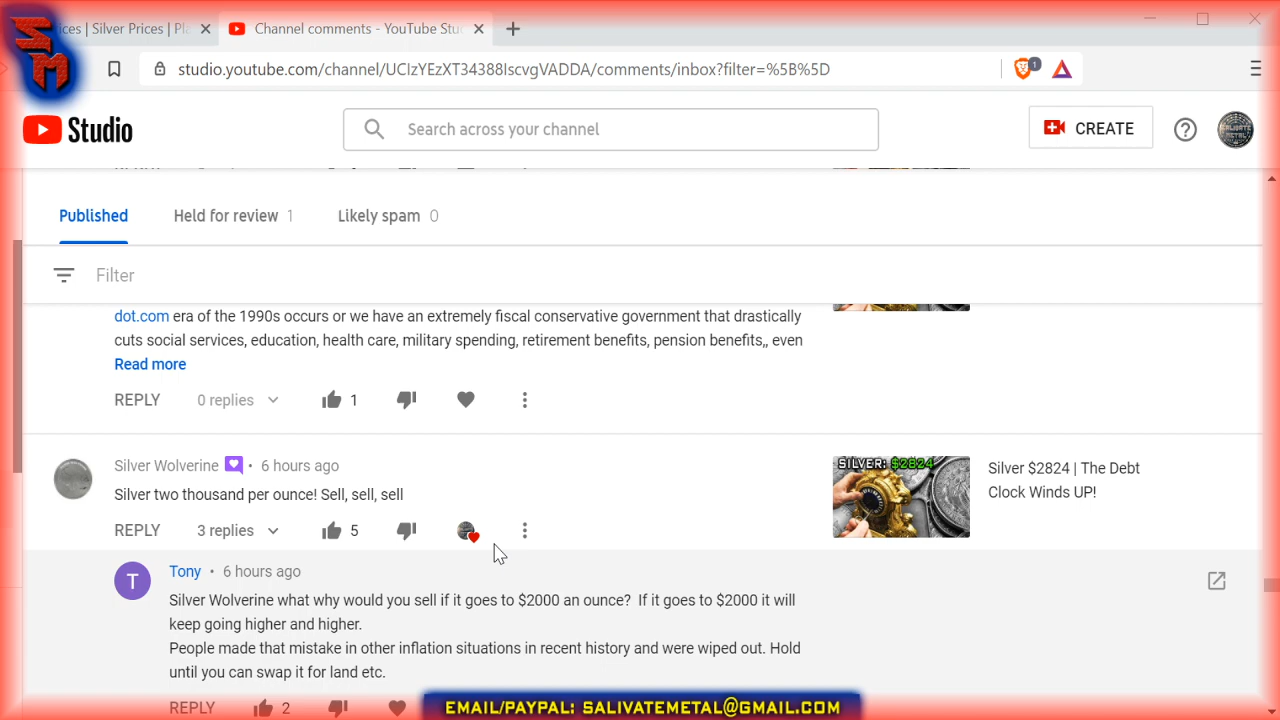 SM
ices | Silver Prices | Pla
Channel comments - YouTube Stu
studio.youtube.com/channel/UCIzYEzXT34388IscvgVADDA/comments/inbox?filter=%5B%5D
1
Studio
Search across your channel
CREATE
Published
Held for review 1
Likely spam 0
Filter
dot.com era of the 1990s occurs or we have an extremely fiscal conservative government that drastically
cuts social services, education, health care, military spending, retirement benefits, pension benefits,, even
Read more
REPLY 0 replies 1
Silver Wolverine • 6 hours ago
Silver two thousand per ounce! Sell, sell, sell
REPLY 3 replies 5
SILVER: $2824
Silver $2824 | The Debt
Clock Winds UP!
T
Tony • 6 hours ago
Silver Wolverine what why would you sell if it goes to $2000 an ounce? If it goes to $2000 it will
keep going higher and higher.
People made that mistake in other inflation situations in recent history and were wiped out. Hold
until you can swap it for land etc.
REPLY 2
EMAIL/PAYPAL: SALIVATEMETAL@GMAIL.COM